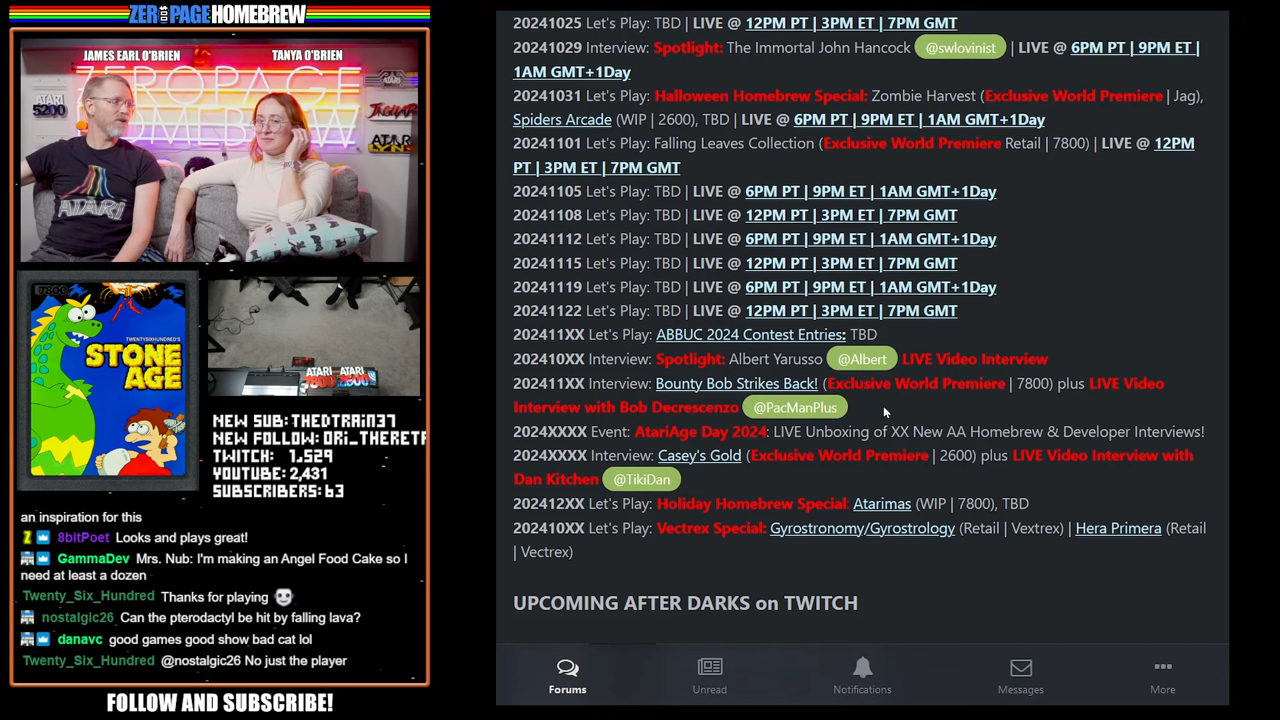 ZEROPAGE HOMEBREW
JAMES EARL O'BRIEN
TANYA O'BRIEN
ZEROPAGE
HOMEBREW
ATARI
5200
JAGUAR
ATARI
LYNX
ATARI
7800
TWENTYSIXHUNDRED'S
STONE
AGE
ATARI ATARI
7800 2600
NEW SUB: THEDTRAIN37
NEW FOLLOW: ORI_THERETR
TWITCH: 1,529
YOUTUBE: 2,431
SUBSCRIBERS: 63
an inspiration for this
8bitPoet Looks and plays great!
GammaDev Mrs. Nub: I'm making an Angel Food Cake so I
need at least a dozen
Twenty_Six_Hundred Thanks for playing
nostalgic26 Can the pterodactyl be hit by falling lava?
danavc good games good show bad cat lol
Twenty_Six_Hundred @nostalgic26 No just the player
FOLLOW AND SUBSCRIBE!
20241025 Let's Play: TBD | LIVE @ 12PM PT | 3PM ET | 7PM GMT
20241029 Interview: Spotlight: The Immortal John Hancock @swlovinist | LIVE @ 6PM PT | 9PM ET |
1AM GMT+1Day
20241031 Let's Play: Halloween Homebrew Special: Zombie Harvest (Exclusive World Premiere | Jag),
Spiders Arcade (WIP | 2600), TBD | LIVE @ 6PM PT | 9PM ET | 1AM GMT+1Day
20241101 Let's Play: Falling Leaves Collection (Exclusive World Premiere Retail | 7800) | LIVE @ 12PM
PT | 3PM ET | 7PM GMT
20241105 Let's Play: TBD | LIVE @ 6PM PT | 9PM ET | 1AM GMT+1Day
20241108 Let's Play: TBD | LIVE @ 12PM PT | 3PM ET | 7PM GMT
20241112 Let's Play: TBD | LIVE @ 6PM PT | 9PM ET | 1AM GMT+1Day
20241115 Let's Play: TBD | LIVE @ 12PM PT | 3PM ET | 7PM GMT
20241119 Let's Play: TBD | LIVE @ 6PM PT | 9PM ET | 1AM GMT+1Day
20241122 Let's Play: TBD | LIVE @ 12PM PT | 3PM ET | 7PM GMT
202411XX Let's Play: ABBUC 2024 Contest Entries: TBD
202410XX Interview: Spotlight: Albert Yarusso @Albert LIVE Video Interview
202411XX Interview: Bounty Bob Strikes Back! (Exclusive World Premiere | 7800) plus LIVE Video
Interview with Bob Decrescenzo @PacManPlus
2024XXXX Event: AtariAge Day 2024: LIVE Unboxing of XX New AA Homebrew & Developer Interviews!
2024XXXX Interview: Casey's Gold (Exclusive World Premiere | 2600) plus LIVE Video Interview with
Dan Kitchen @TikiDan
202412XX Let's Play: Holiday Homebrew Special: Atarimas (WIP | 7800), TBD
202410XX Let's Play: Vectrex Special: Gyrostronomy/Gyrostrology (Retail | Vextrex) | Hera Primera (Retail
| Vectrex)
UPCOMING AFTER DARKS on TWITCH
Forums
Unread
Notifications
Messages
More